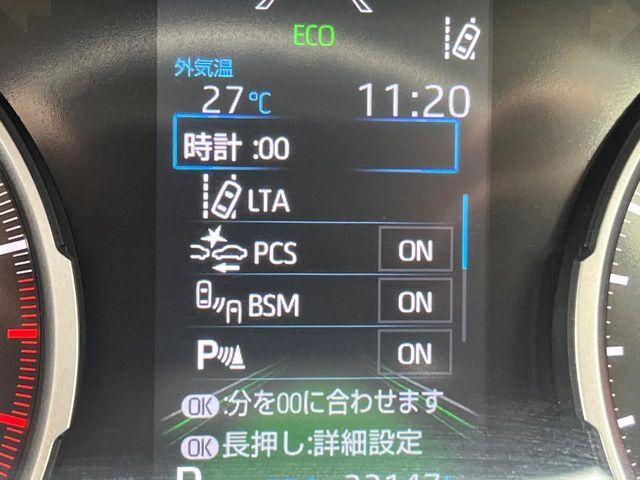 ECO
外気温
27℃ 11:20
時計 :00
LTA
PCS ON
BSM ON
P ON
OK :分を00に合わせます
OK 長押し:詳細設定
P